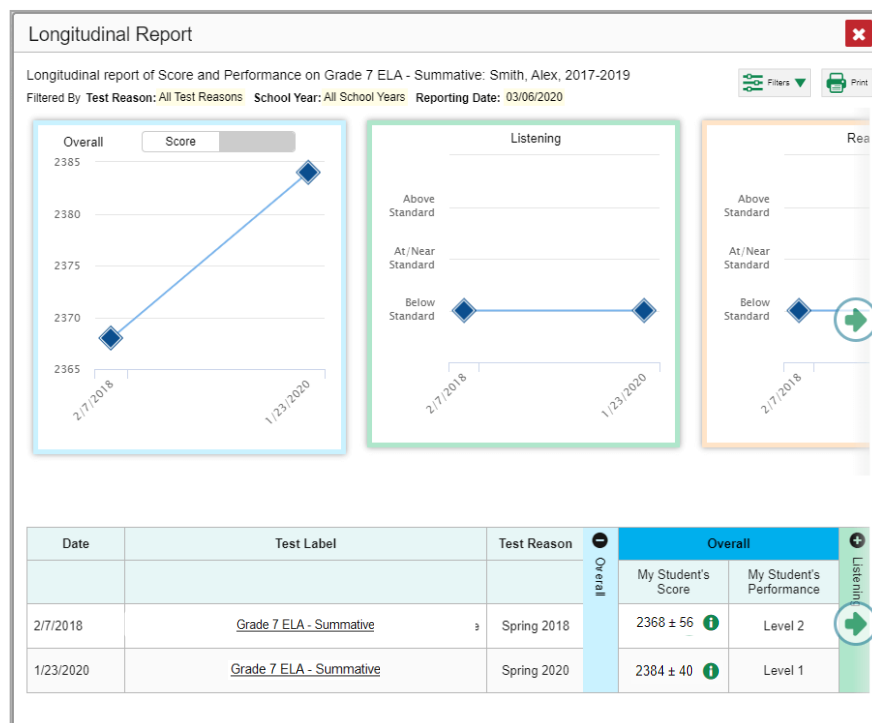 Longitudinal Report
Longitudinal report of Score and Performance on Grade 7 ELA - Summative: Smith, Alex, 2017-2019
Filtered By Test Reason: All Test Reasons School Year: All School Years Reporting Date: 03/06/2020
Filters
Print
Overall Score
2385
2380
2375
2370
2365
2/7/2018
1/23/2020
Listening
Above
Standard
At/Near
Standard
Below
Standard
2/7/2018
1/23/2020
Rea
Above
Standard
At/Near
Standard
Below
Standard
2/7/2018
Date Test Label Test Reason Overall Overall Listening
My Student's
Score
My Student's
Performance
2/7/2018 Grade 7 ELA - Summative Spring 2018 2368 ± 56 Level 2
1/23/2020 Grade 7 ELA - Summative Spring 2020 2384 ± 40 Level 1